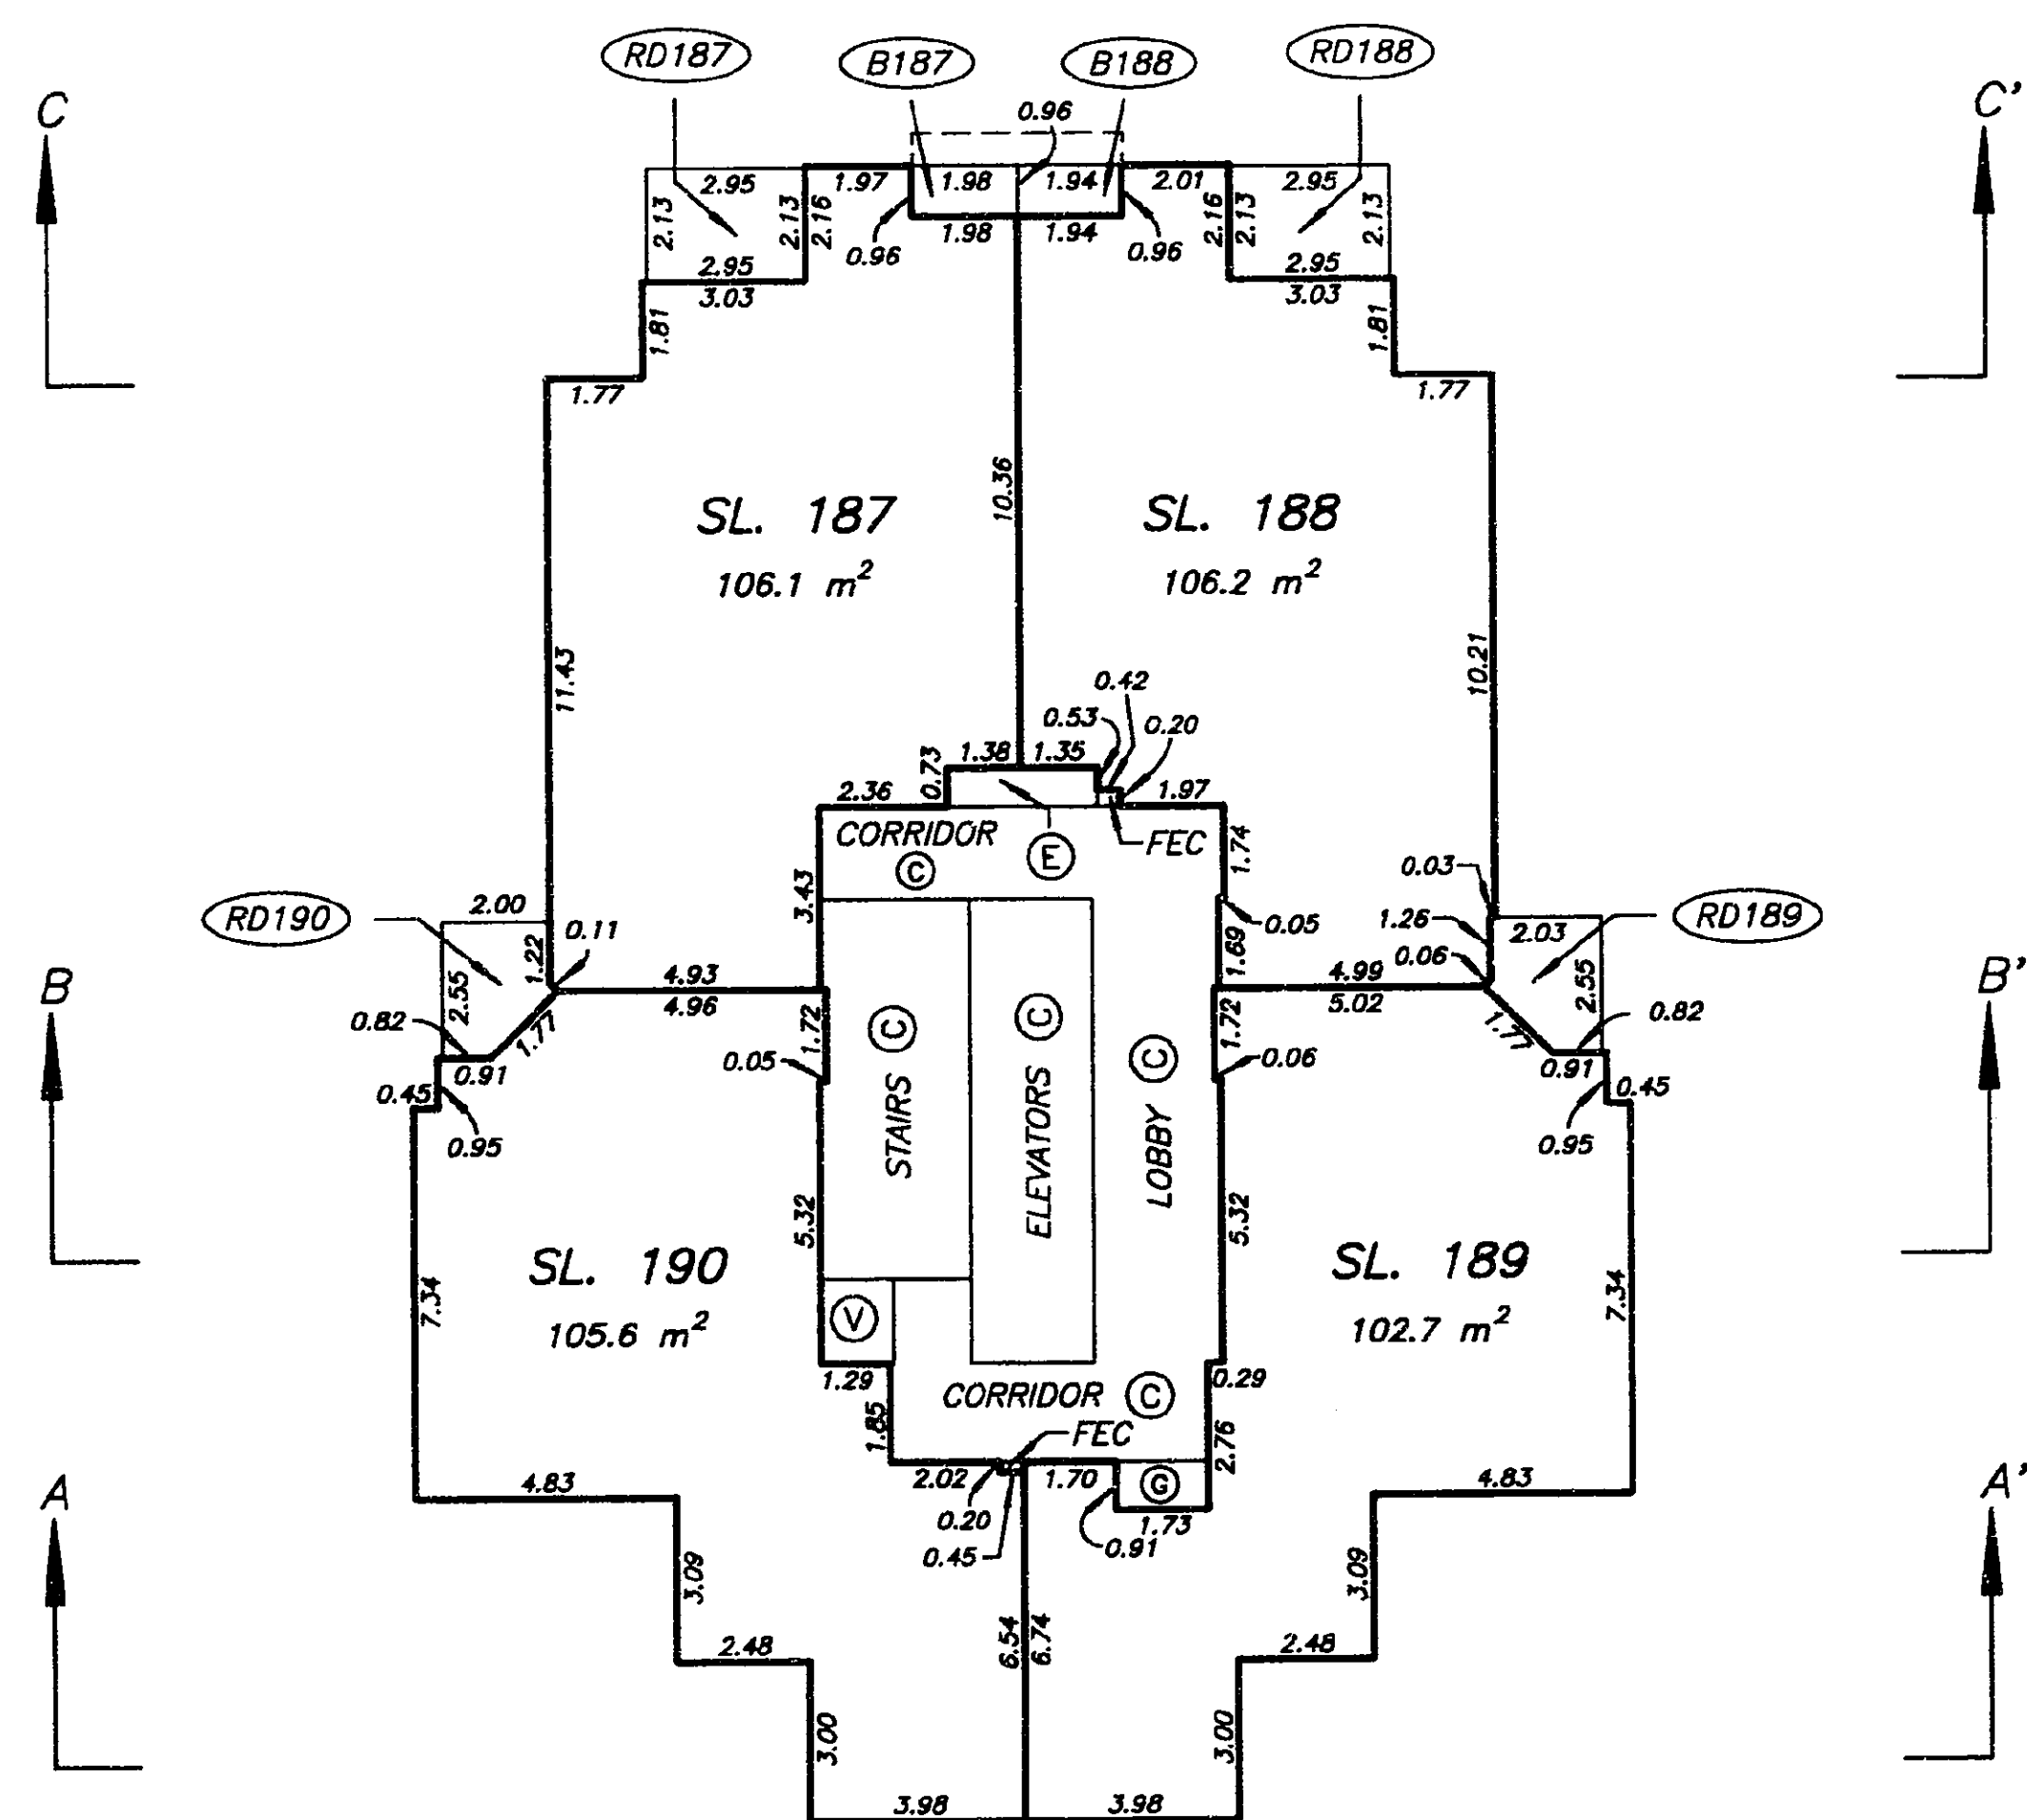 RD187 B187 B188 RD188
C C'
0.96
2.95 1.97 1.98 1.94 2.01 2.95
2.13 2.13 2.16 2.16 2.13 2.13
0.96 1.98 1.94 0.96
2.95 2.95
3.03 3.03
1.81 1.81
1.77 1.77
10.36
SL. 187 SL. 188
106.1 m² 106.2 m²
11.43 10.21
0.42
0.53 0.20
0.73 1.38 1.35
2.36 1.97
CORRIDOR FEC
C E
1.74
0.03
3.43
RD190 2.00 0.11 0.05 1.26 2.03 RD189
1.22 1.69
0.06
B B'
2.55 4.93 4.99 2.55
4.96 5.02
0.82 1.77 1.72 C C 1.72 1.77 0.82
0.05 C 0.06
0.91 0.91
0.45 0.45
0.95 0.95
STAIRS ELEVATORS LOBBY
5.32 5.32
SL. 190 SL. 189
105.6 m² 102.7 m²
7.34 7.34
V
1.29 0.29
CORRIDOR C
1.85 FEC 2.76
A A'
4.83 2.02 1.70 G 4.83
0.20 1.73
0.45 0.91
3.09 3.09
6.54 6.74
2.48 2.48
3.00 3.00
3.98 3.98